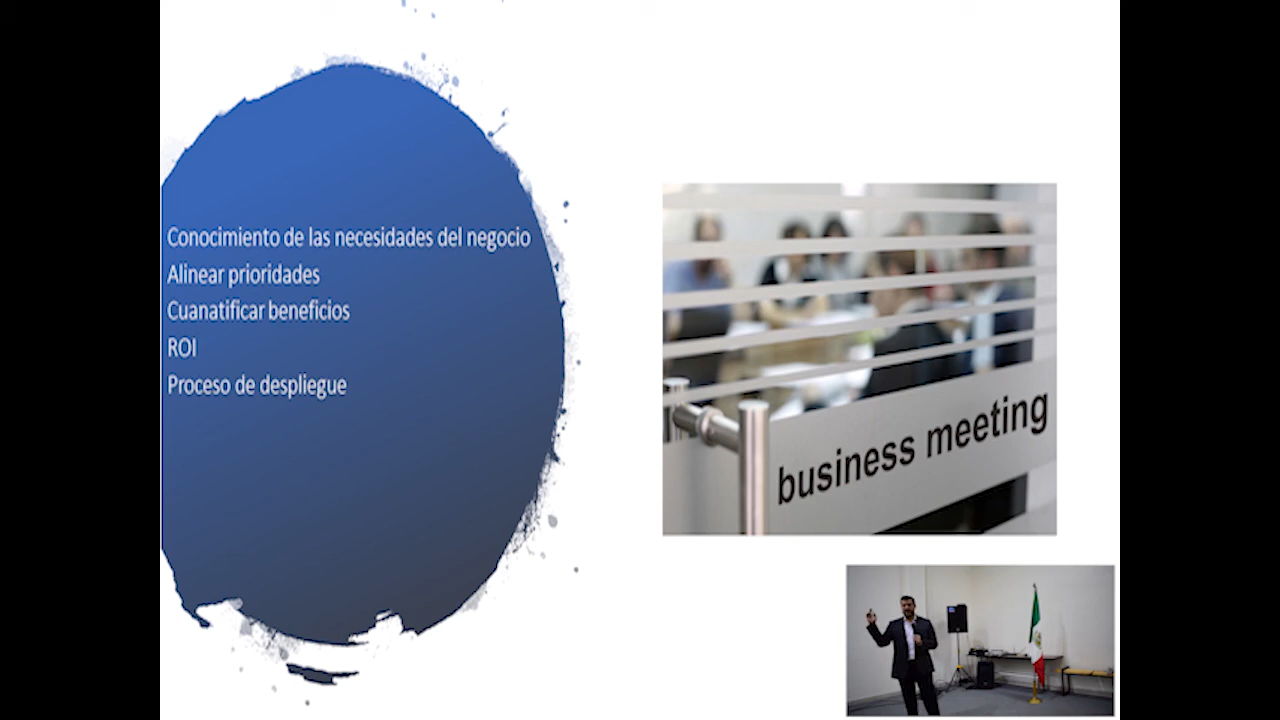 Conocimiento de las necesidades del negocio
Alinear prioridades
Cuanatificar beneficios
ROI
Proceso de despliegue
business meeting